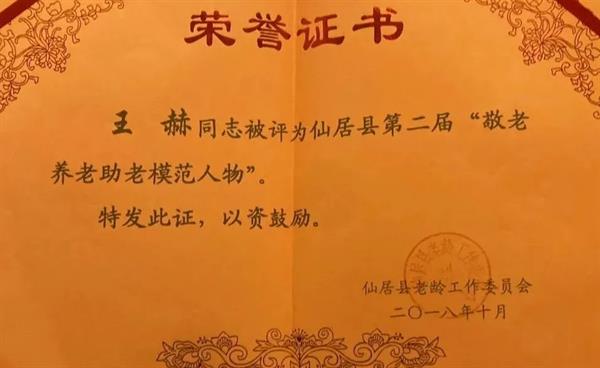 荣誉证书
王 赫同志被评为仙居县第二届“敬老
养老助老模范人物”。
特发此证，以资鼓励。
仙居县老龄工作委员会
二〇一八年十月